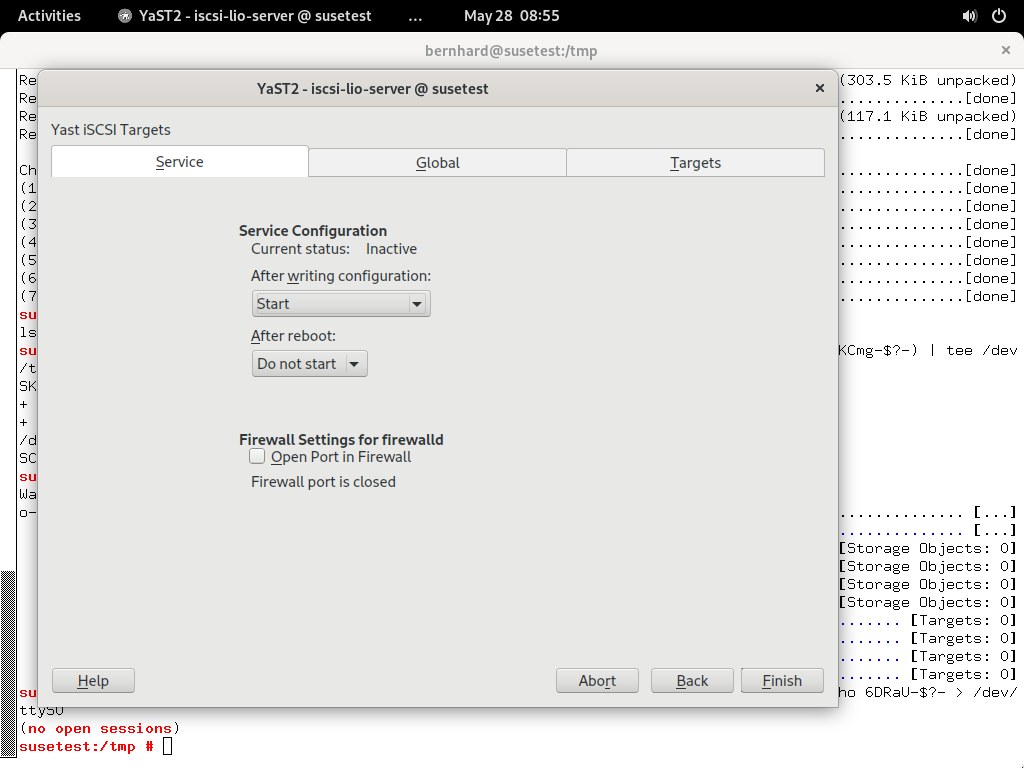 Activities YaST2 - iscsi-lio-server @ susetest ... May 28 08:55
bernhard@susetest:/tmp
YaST2 - iscsi-lio-server @ susetest
Yast iSCSI Targets
Service Global Targets
Service Configuration
Current status: Inactive
After writing configuration:
Start
After reboot:
Do not start
Firewall Settings for firewalld
Open Port in Firewall
Firewall port is closed
Help Abort Back Finish
Re (303.5 KiB unpacked)
Re ..............[done]
Re (117.1 KiB unpacked)
Re ..............[done]
Ch ..............[done]
(1 ..............[done]
(2 ..............[done]
(3 ..............[done]
(4 ..............[done]
(5 ..............[done]
(6 ..............[done]
(7 ..............[done]
su
ls
su KCmg-$?-) | tee /dev
/t
SK
+
+
/d
SC
su
Wa
o- .............. [...]
.............. [...]
[Storage Objects: 0]
[Storage Objects: 0]
[Storage Objects: 0]
[Storage Objects: 0]
....... [Targets: 0]
....... [Targets: 0]
....... [Targets: 0]
....... [Targets: 0]
su ho 6DRaU-$?- > /dev/
ttyS0
(no open sessions)
susetest:/tmp #